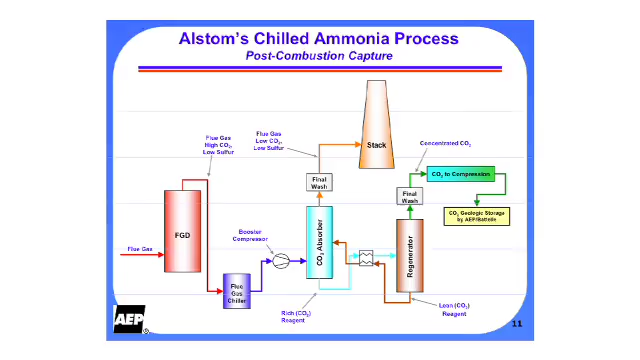 Alstom's Chilled Ammonia Process
Post-Combustion Capture
Flue Gas
High CO2,
Low Sulfur
Flue Gas
Low CO2,
Low Sulfur
Stack
Concentrated CO2
CO2 to Compression
Final
Wash
Final
Wash
CO2 Geologic Storage
by AEP/Battelle
FGD
CO2 Absorber
Regenerator
Booster
Compressor
Flue Gas
Flue
Gas
Chiller
Rich (CO2)
Reagent
Lean (CO2)
Reagent
AEP
®
11